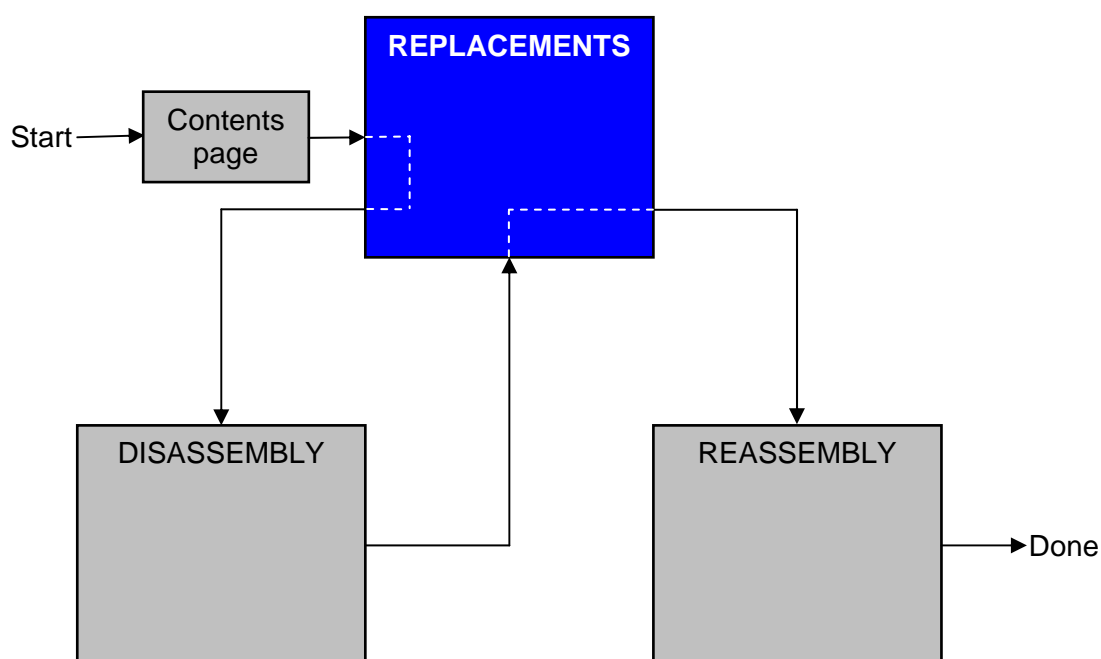 REPLACEMENTS
Start
Contents
page
DISASSEMBLY
REASSEMBLY
Done